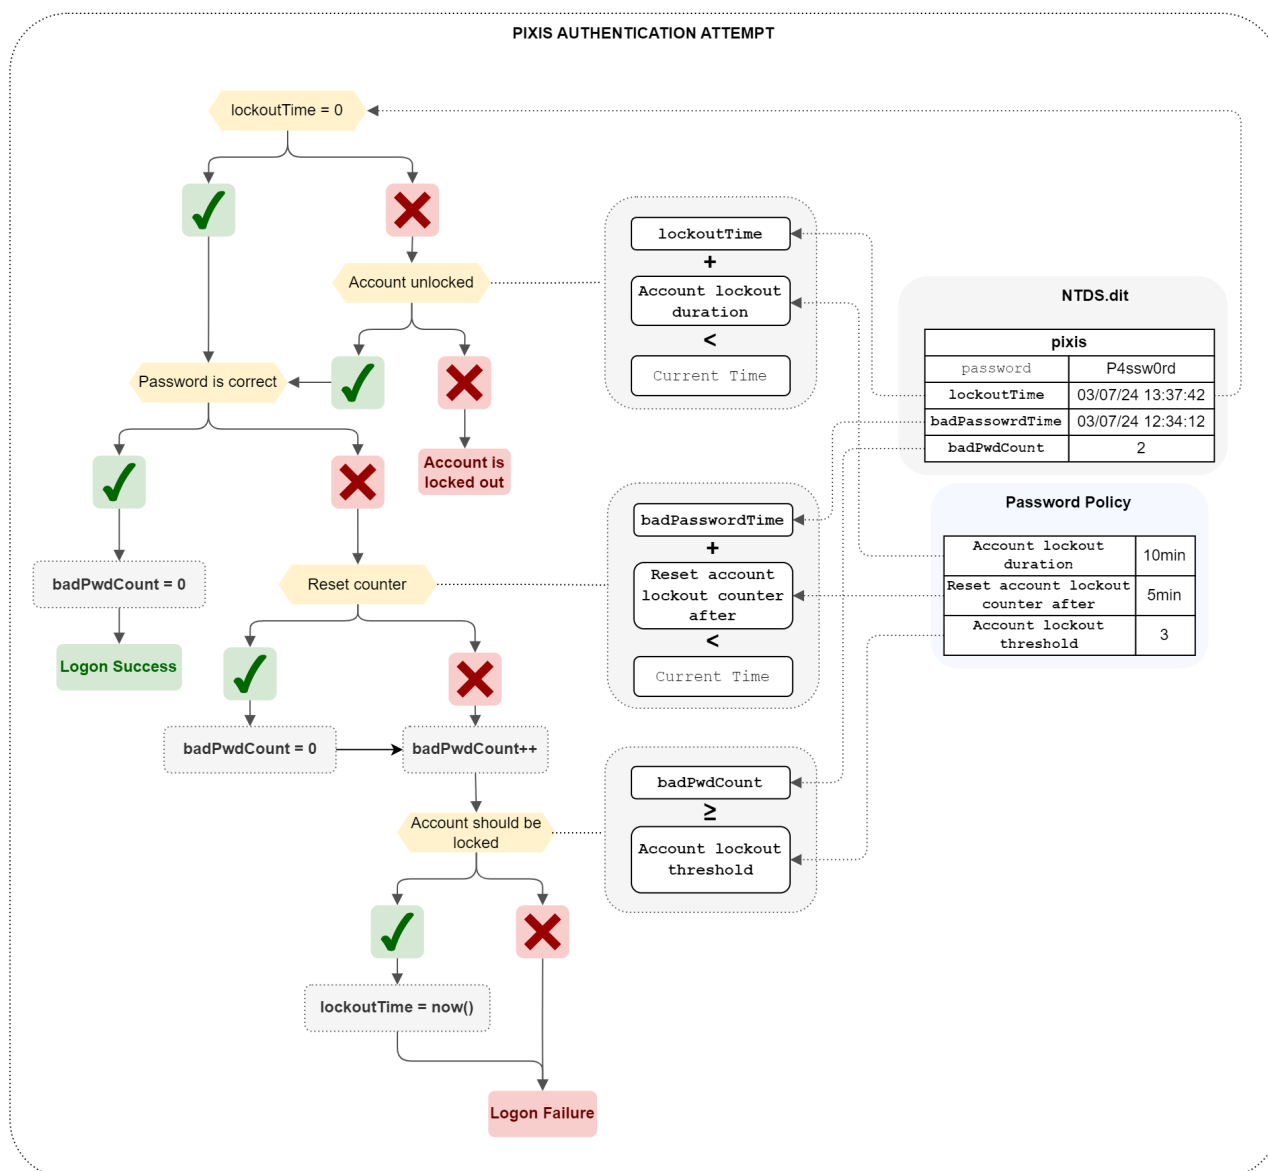 PIXIS AUTHENTICATION ATTEMPT
lockoutTime = 0
Account unlocked
Password is correct
Account is
locked out
badPwdCount = 0
Logon Success
Reset counter
badPwdCount = 0
badPwdCount++
Account should be
locked
lockoutTime = now()
Logon Failure
lockoutTime
+
Account lockout
duration
<
Current Time
badPasswordTime
+
Reset account
lockout counter
after
<
Current Time
badPwdCount
≥
Account lockout
threshold
NTDS.dit
pixis
password P4ssw0rd
lockoutTime 03/07/24 13:37:42
badPassowrdTime 03/07/24 12:34:12
badPwdCount 2
Password Policy
Account lockout
duration
10min
Reset account lockout
counter after
5min
Account lockout
threshold
3